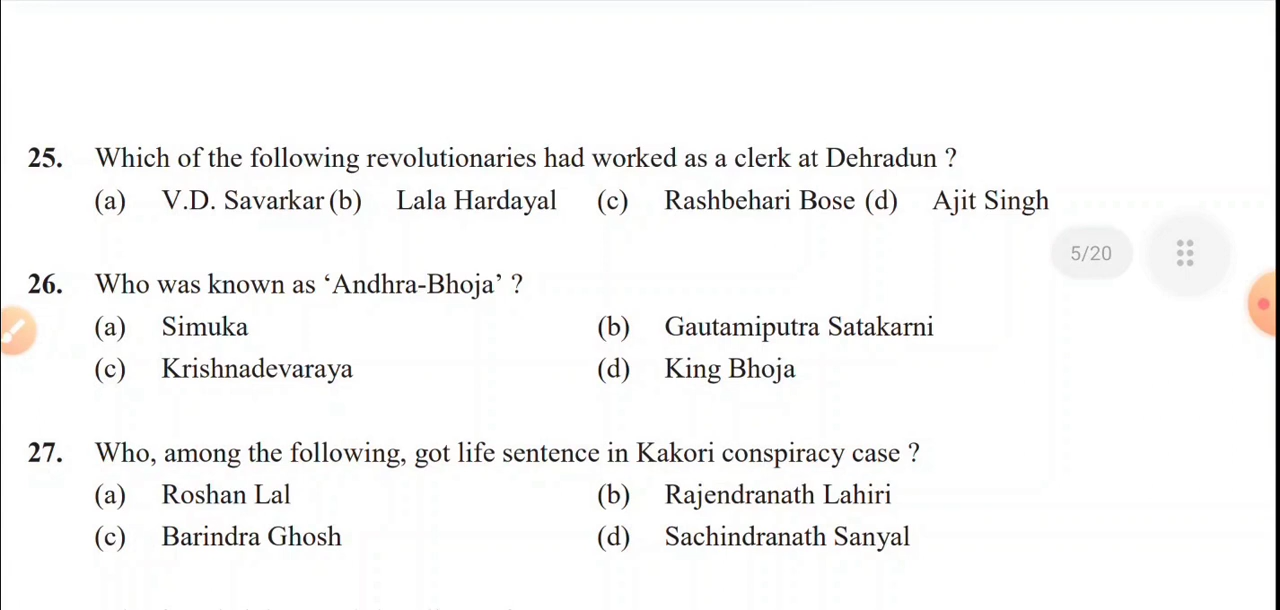 25. Which of the following revolutionaries had worked as a clerk at Dehradun ?
(a) V.D. Savarkar (b) Lala Hardayal (c) Rashbehari Bose (d) Ajit Singh
5/20
26. Who was known as ‘Andhra-Bhoja’ ?
(a) Simuka (b) Gautamiputra Satakarni
(c) Krishnadevaraya (d) King Bhoja
27. Who, among the following, got life sentence in Kakori conspiracy case ?
(a) Roshan Lal (b) Rajendranath Lahiri
(c) Barindra Ghosh (d) Sachindranath Sanyal